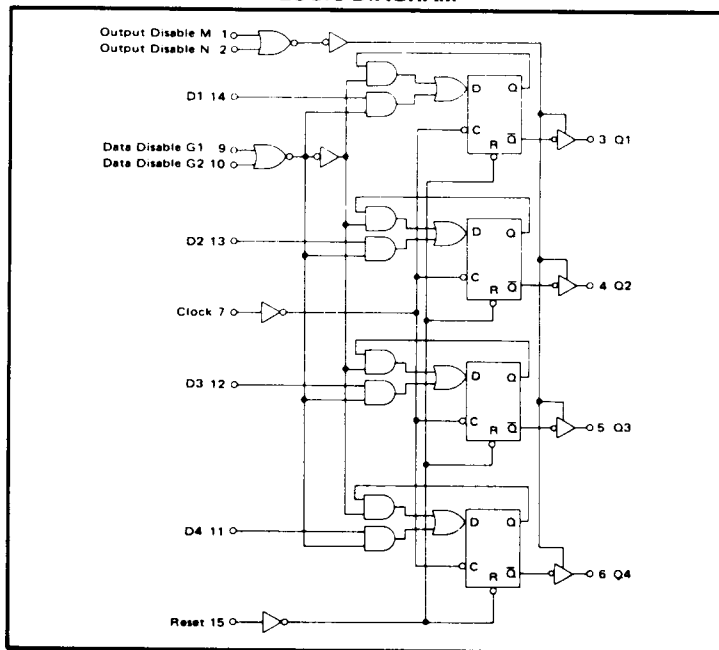 Output Disable M 1
Output Disable N 2
D1 14
D Q
C Q
R
3 Q1
Data Disable G1 9
Data Disable G2 10
D2 13
D Q
C Q
R
4 Q2
Clock 7
D3 12
D Q
C Q
R
5 Q3
D4 11
D Q
C Q
R
6 Q4
Reset 15